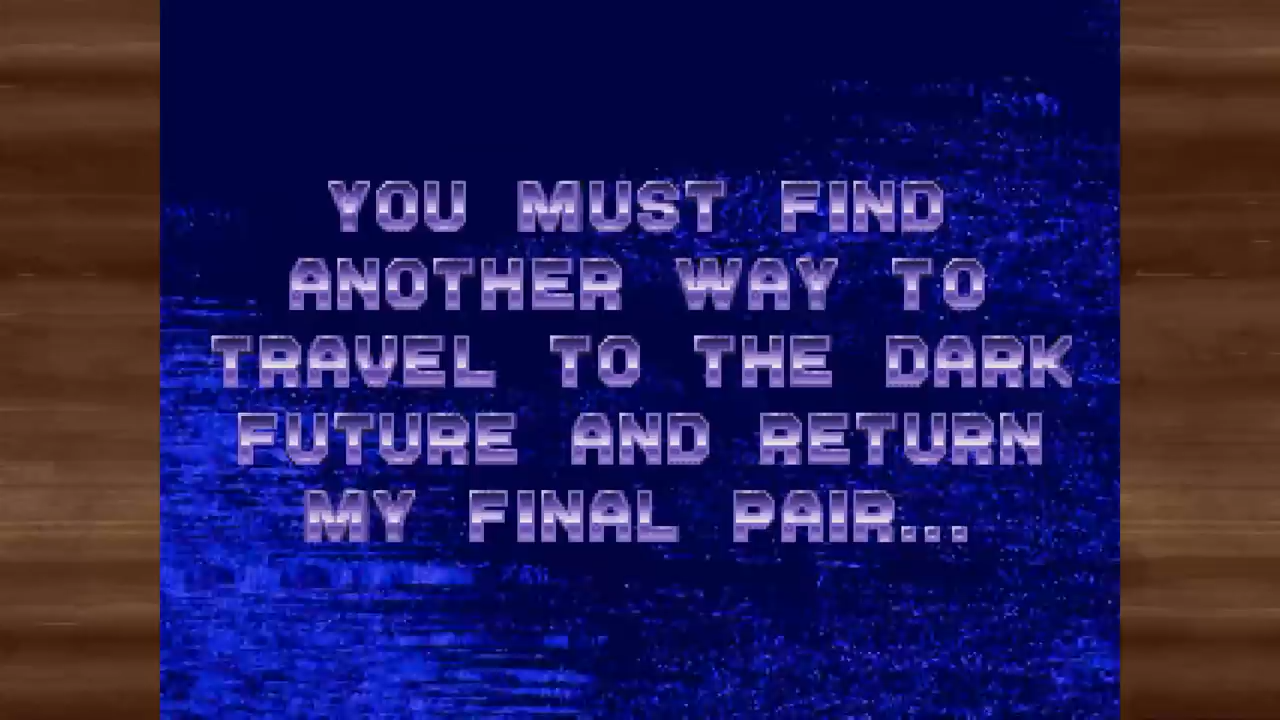 YOU MUST FIND
ANOTHER WAY TO
TRAVEL TO THE DARK
FUTURE AND RETURN
MY FINAL PAIR...